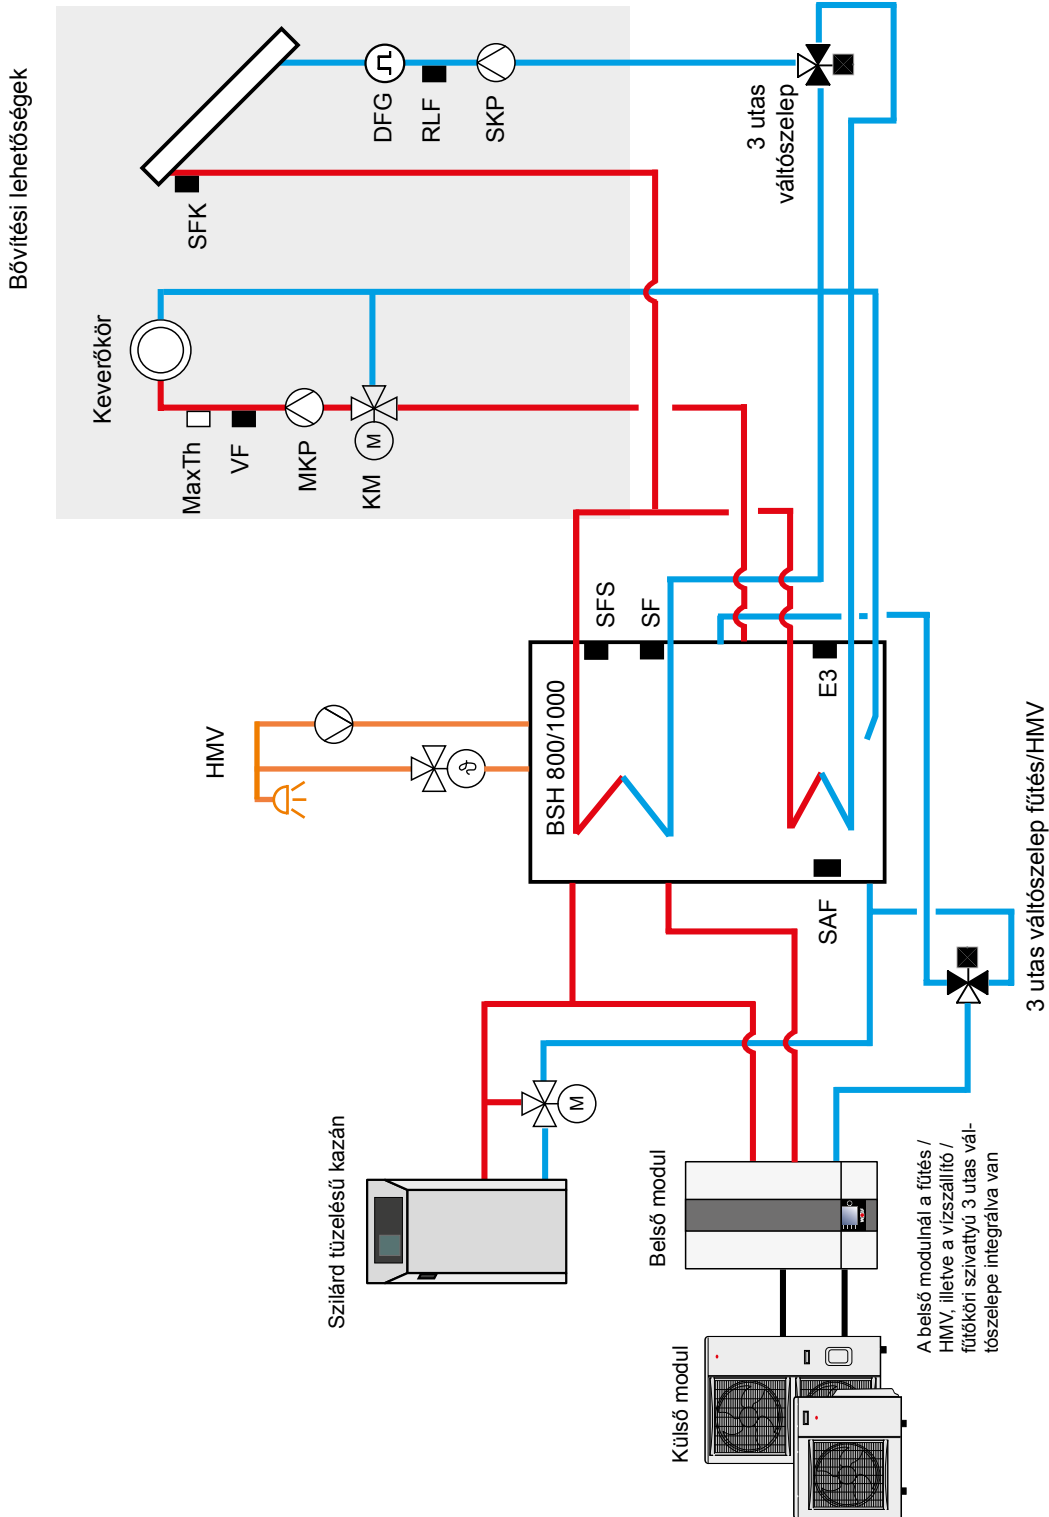 Bővítési lehetőségek
DFG
RLF
SKP
3 utas
váltószelep
SFK
Keverőkör
MaxTh
VF
MKP
KM
M
HMV
SFS
SF
BSH 800/1000
E3
SAF
3 utas váltószelep fűtés/HMV
M
Szilárd tüzelésű kazán
Belső modul
Külső modul
A belső modulnál a fűtés /
HMV, illetve a vízszállító /
fűtőköri szivattyú 3 utas vál-
tószelepe integrálva van